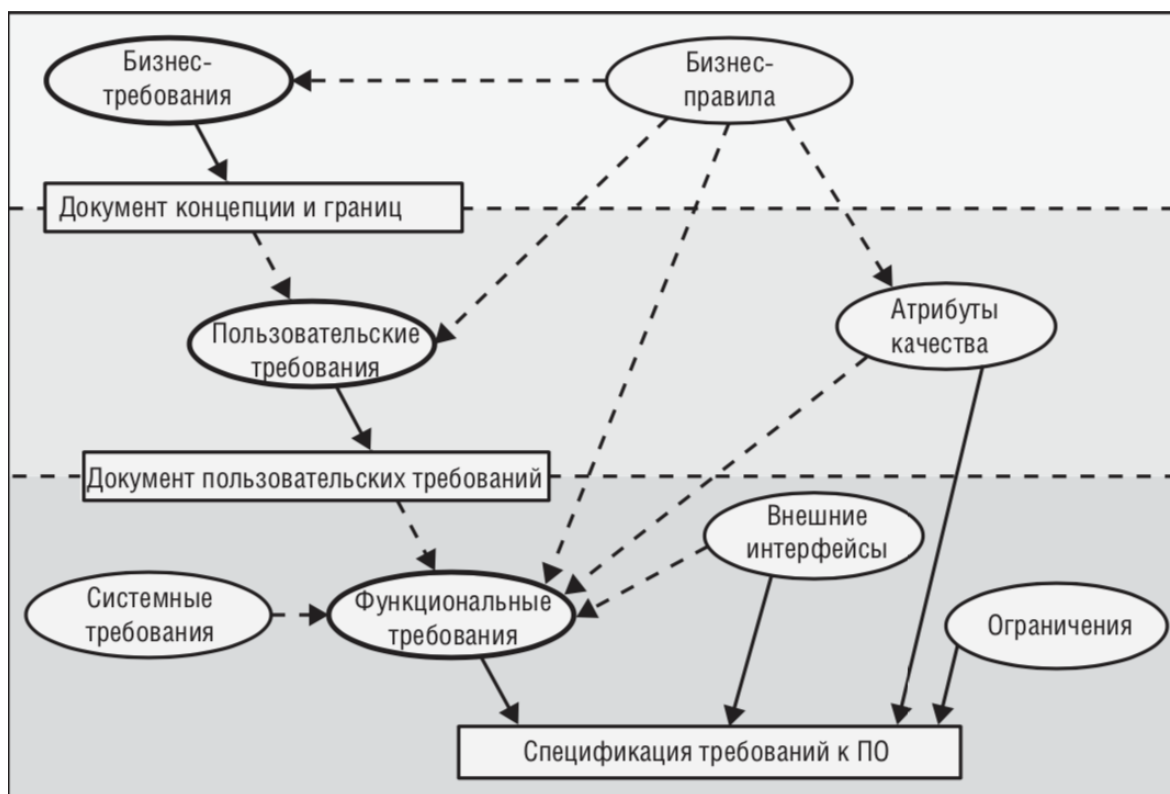 Бизнес-
требования
Бизнес-
правила
Документ концепции и границ
Пользовательские
требования
Атрибуты
качества
Документ пользовательских требований
Внешние
интерфейсы
Системные
требования
Функциональные
требования
Ограничения
Спецификация требований к ПО